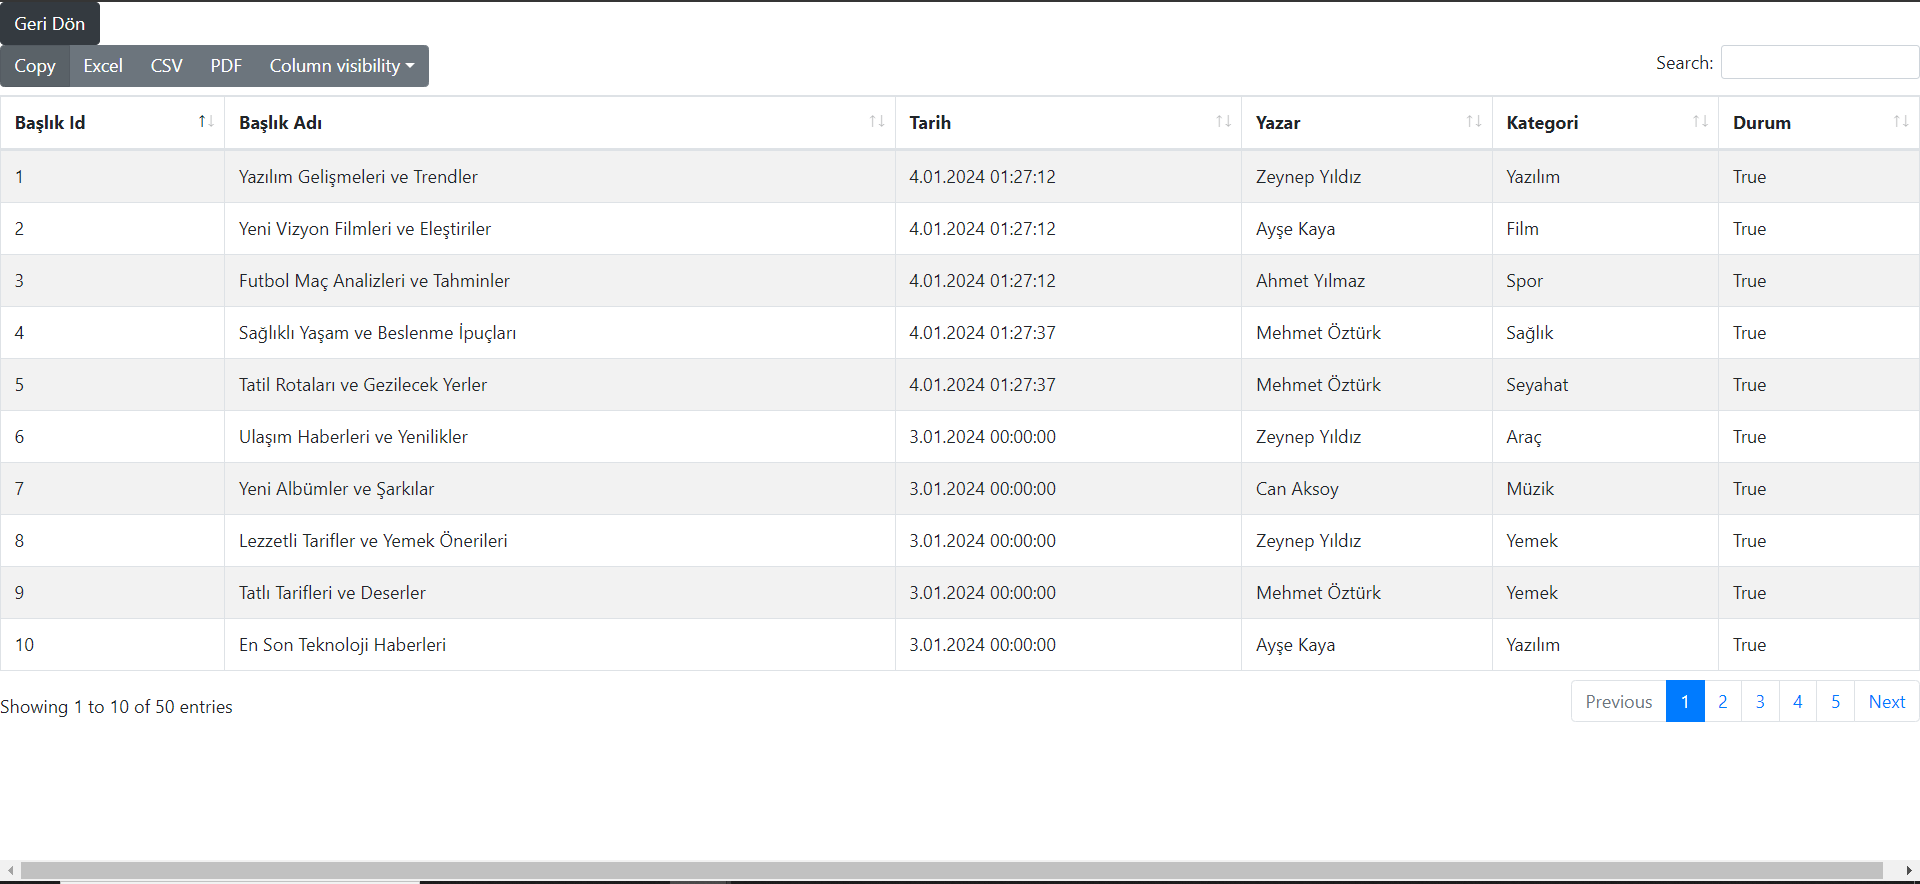 Geri Dön
Copy Excel CSV PDF Column visibility Search:
Başlık Id Başlık Adı Tarih Yazar Kategori Durum
1 Yazılım Gelişmeleri ve Trendler 4.01.2024 01:27:12 Zeynep Yıldız Yazılım True
2 Yeni Vizyon Filmleri ve Eleştiriler 4.01.2024 01:27:12 Ayşe Kaya Film True
3 Futbol Maç Analizleri ve Tahminler 4.01.2024 01:27:12 Ahmet Yılmaz Spor True
4 Sağlıklı Yaşam ve Beslenme İpuçları 4.01.2024 01:27:37 Mehmet Öztürk Sağlık True
5 Tatil Rotaları ve Gezilecek Yerler 4.01.2024 01:27:37 Mehmet Öztürk Seyahat True
6 Ulaşım Haberleri ve Yenilikler 3.01.2024 00:00:00 Zeynep Yıldız Araç True
7 Yeni Albümler ve Şarkılar 3.01.2024 00:00:00 Can Aksoy Müzik True
8 Lezzetli Tarifler ve Yemek Önerileri 3.01.2024 00:00:00 Zeynep Yıldız Yemek True
9 Tatlı Tarifleri ve Deserler 3.01.2024 00:00:00 Mehmet Öztürk Yemek True
10 En Son Teknoloji Haberleri 3.01.2024 00:00:00 Ayşe Kaya Yazılım True
Showing 1 to 10 of 50 entries Previous 1 2 3 4 5 Next